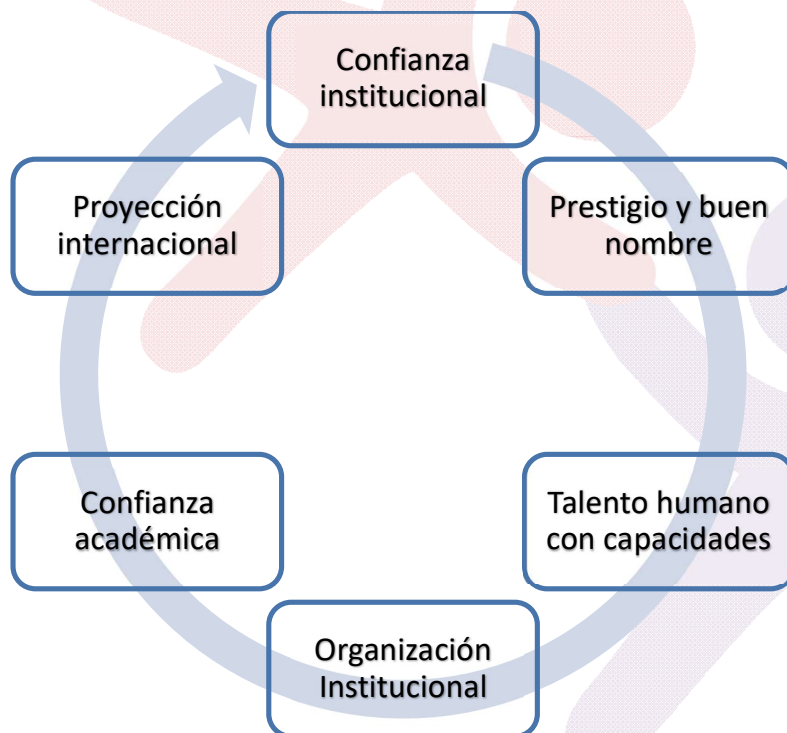 Confianza
institucional
Prestigio y buen
nombre
Talento humano
con capacidades
Organización
Institucional
Confianza
académica
Proyección
internacional